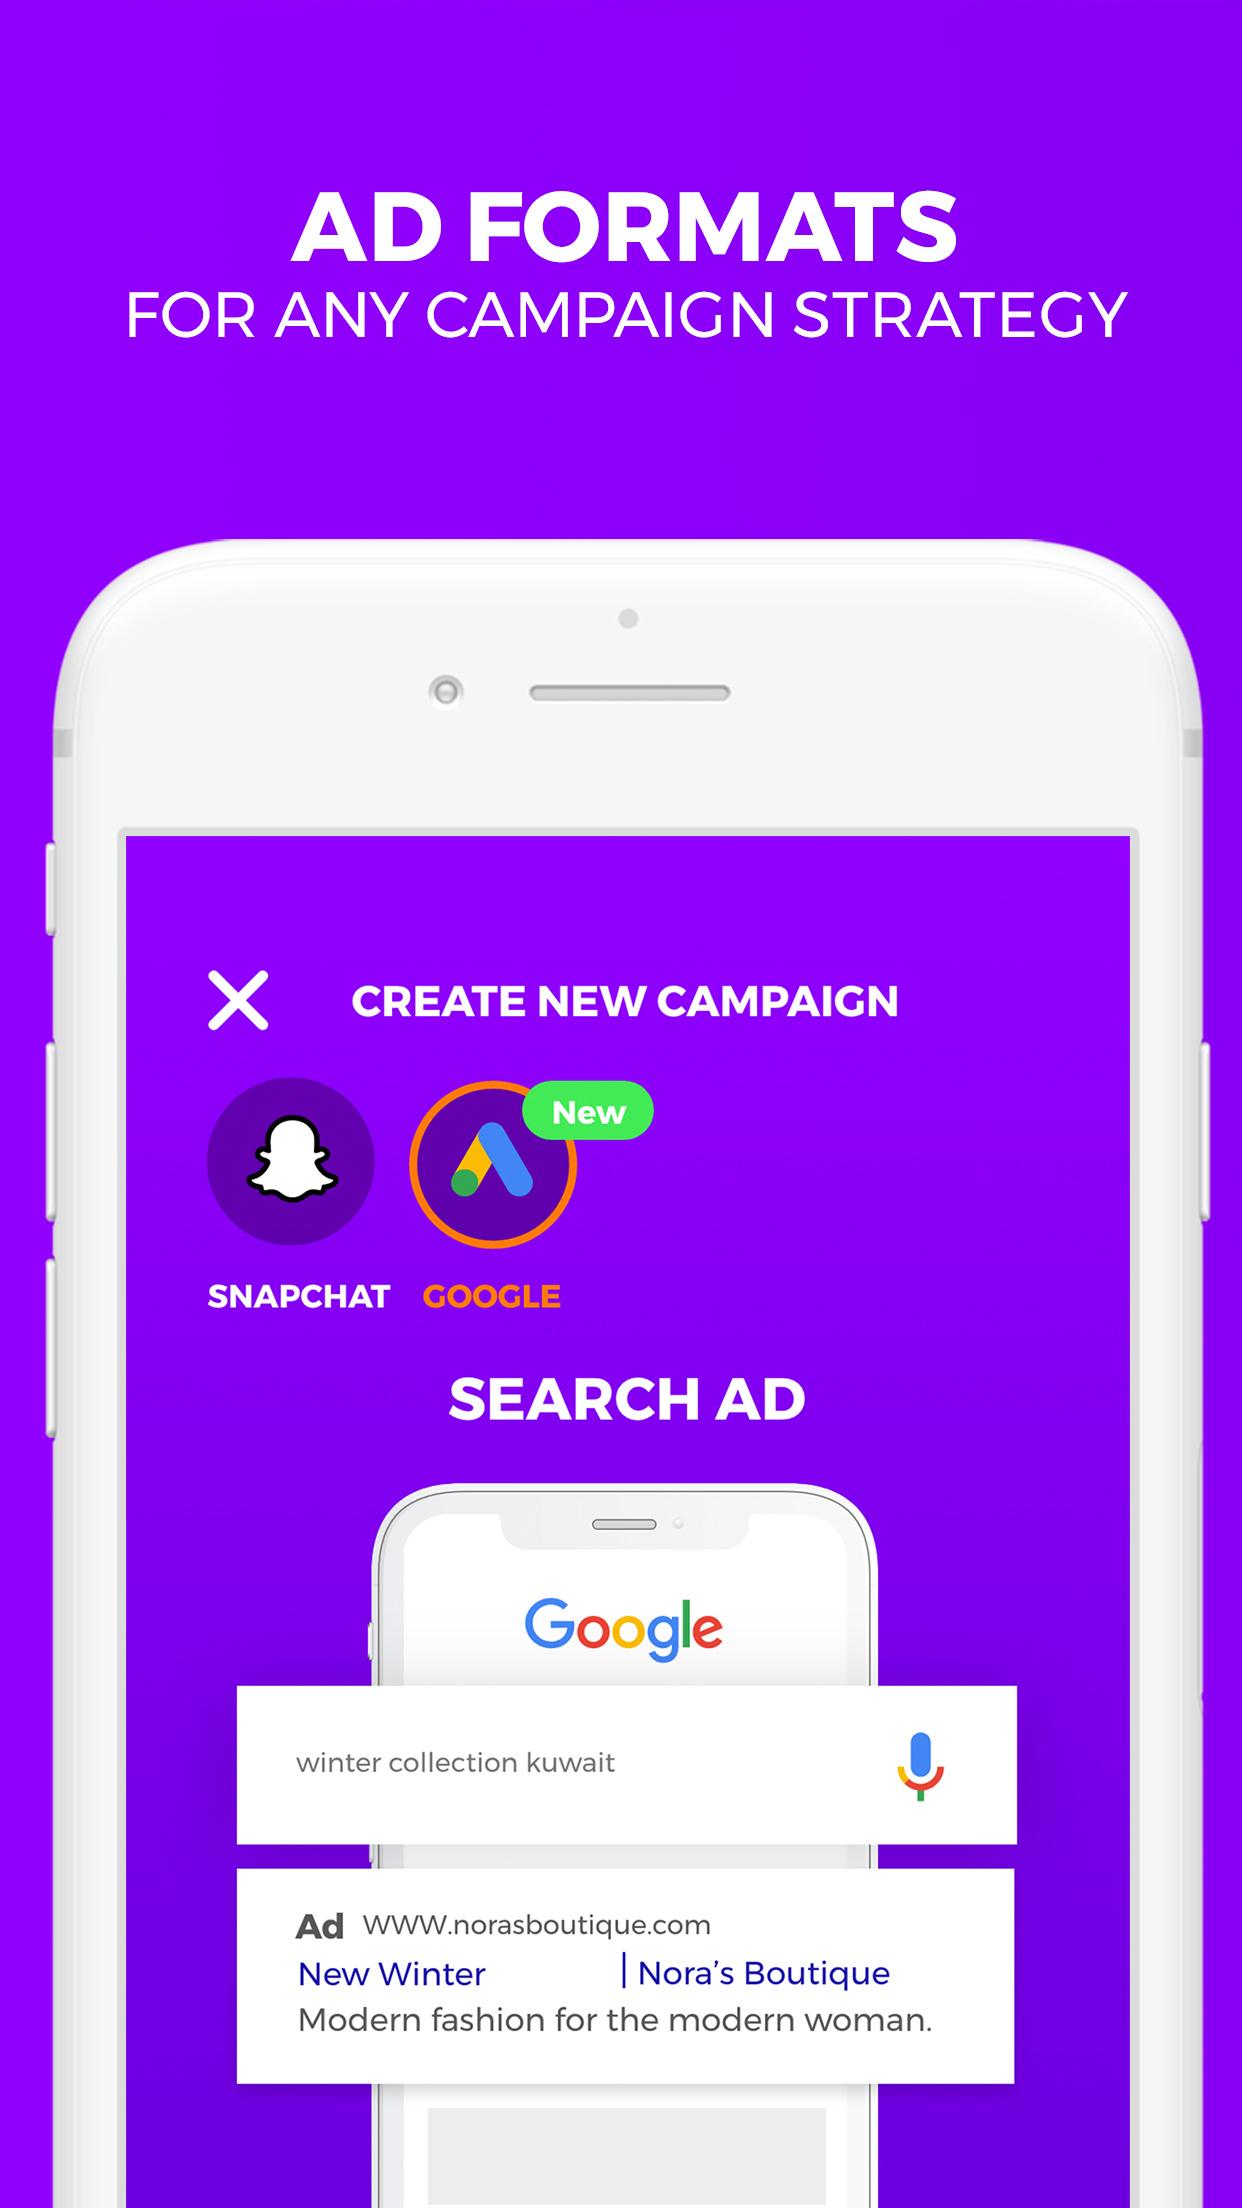 AD FORMATS
FOR ANY CAMPAIGN STRATEGY
CREATE NEW CAMPAIGN
New
SNAPCHAT GOOGLE
SEARCH AD
Google
winter collection kuwait
Ad WWW.norasboutique.com
New Winter | Nora's Boutique
Modern fashion for the modern woman.